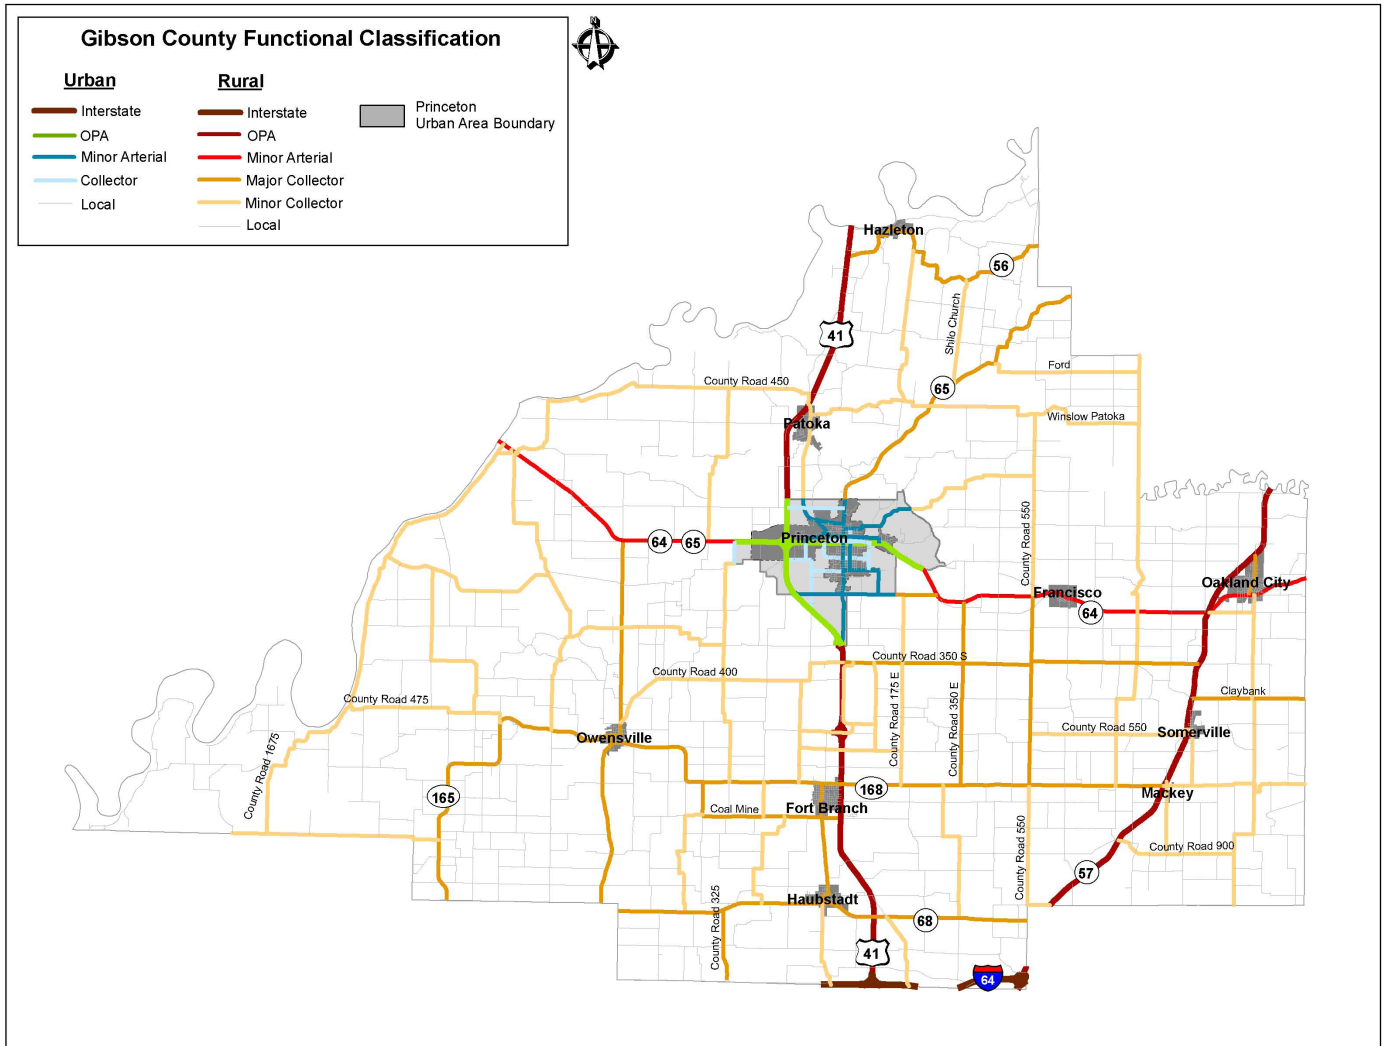 Gibson County Functional Classification
N
Urban
Rural
Interstate
OPA
Minor Arterial
Collector
Local
Interstate
OPA
Minor Arterial
Major Collector
Minor Collector
Local
Princeton
Urban Area Boundary
Hazleton
56
41
Shilo Church
Ford
County Road 450
65
Winslow Patoka
Patoka
County Road 550
64
65
Princeton
Oakland City
Francisco
64
County Road 350 S
County Road 400
County Road 175 E
County Road 350 E
Claybank
County Road 475
County Road 550
Somerville
Owensville
County Road 1675
165
168
Mackey
Coal Mine
Fort Branch
County Road 550
County Road 900
57
Haubstadt
County Road 325
68
41
64